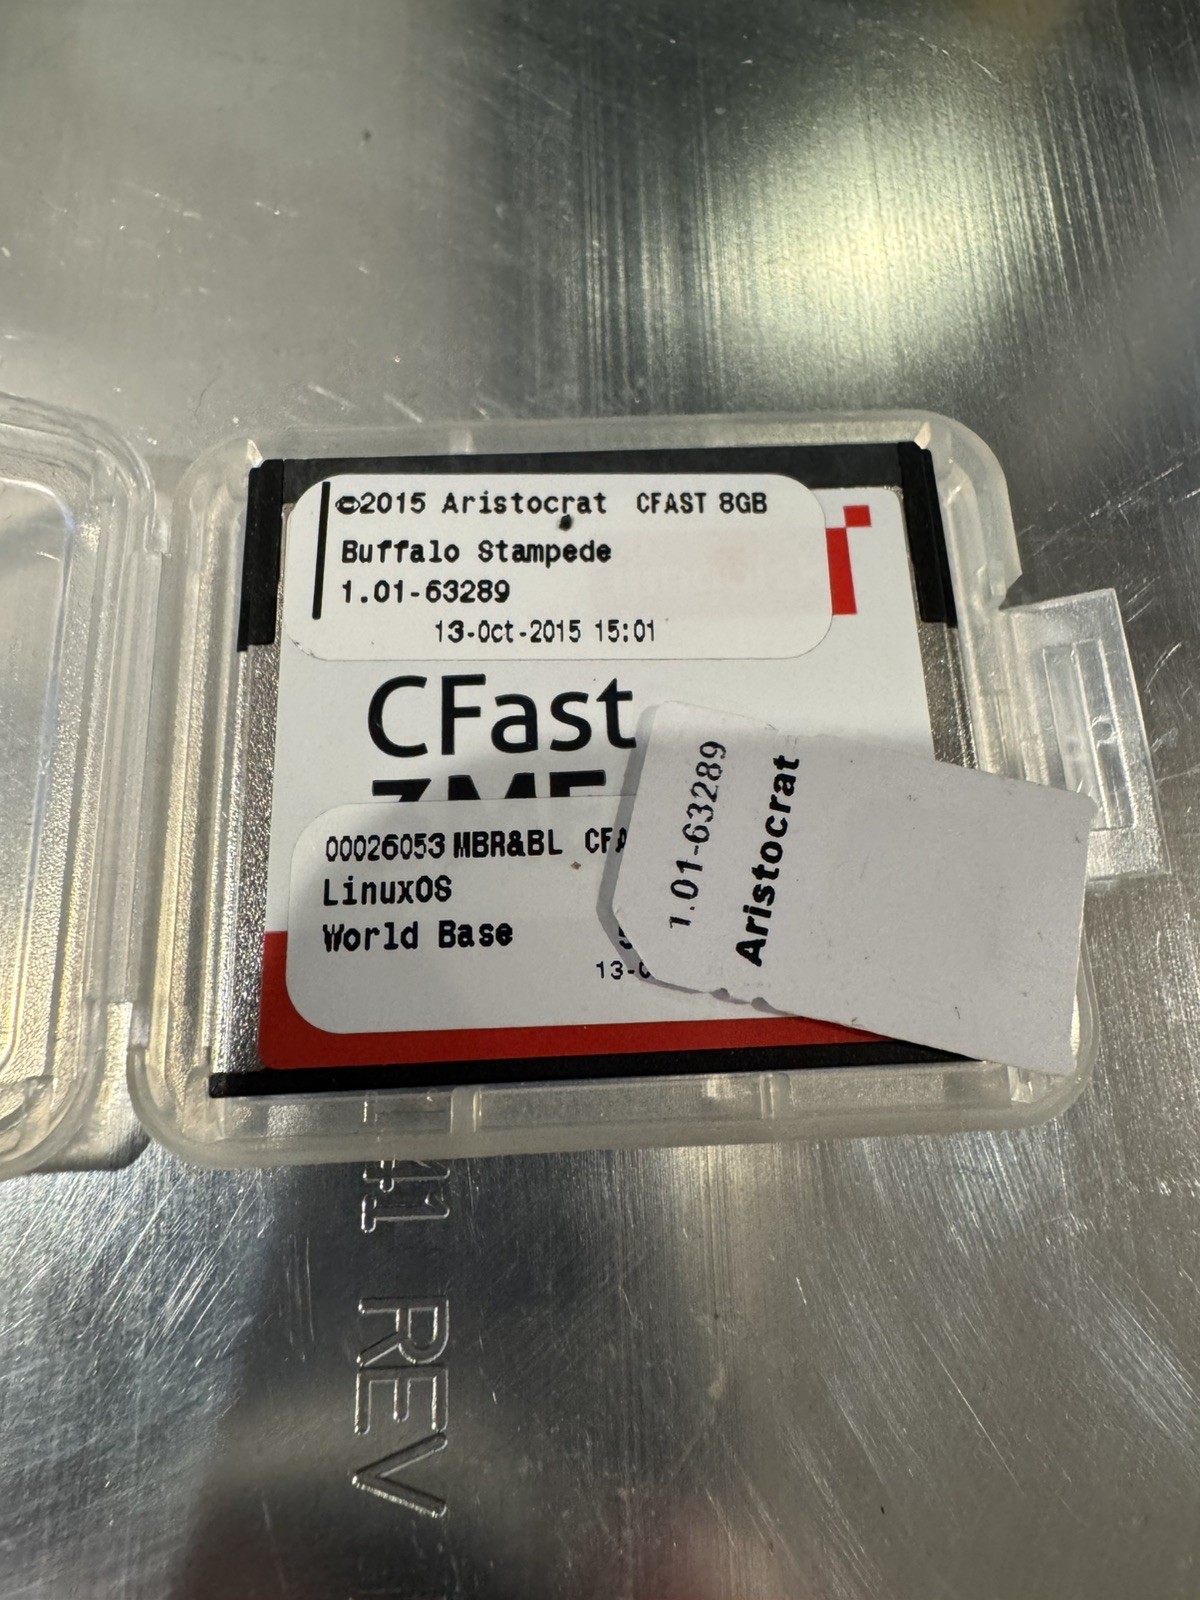 ©2015 Aristocrat CFAST 8GB
Buffalo Stampede
1.01-63289
13-Oct-2015 15:01
CFast
00026053 MBR&BL
LinuxOS
World Base
1.01-63289
Aristocrat
41 REV